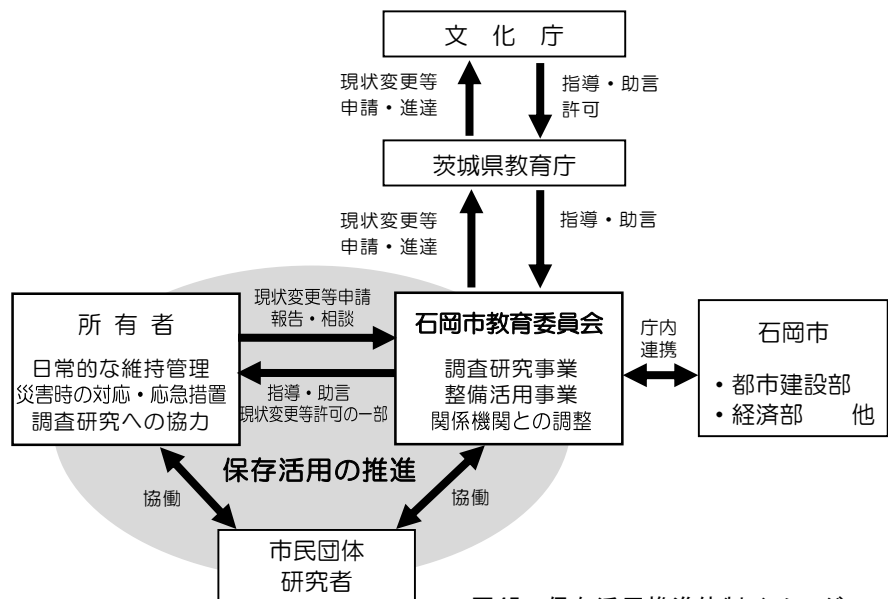 文 化 庁
現状変更等
申請・進達
指導・助言
許可
茨城県教育庁
現状変更等
申請・進達
指導・助言
所 有 者
日常的な維持管理
災害時の対応・応急措置
調査研究への協力
現状変更等申請
報告・相談
指導・助言
現状変更等許可の一部
石岡市教育委員会
調査研究事業
整備活用事業
関係機関との調整
庁内
連携
石岡市
・都市建設部
・経済部 他
保存活用の推進
協働
協働
市民団体
研究者